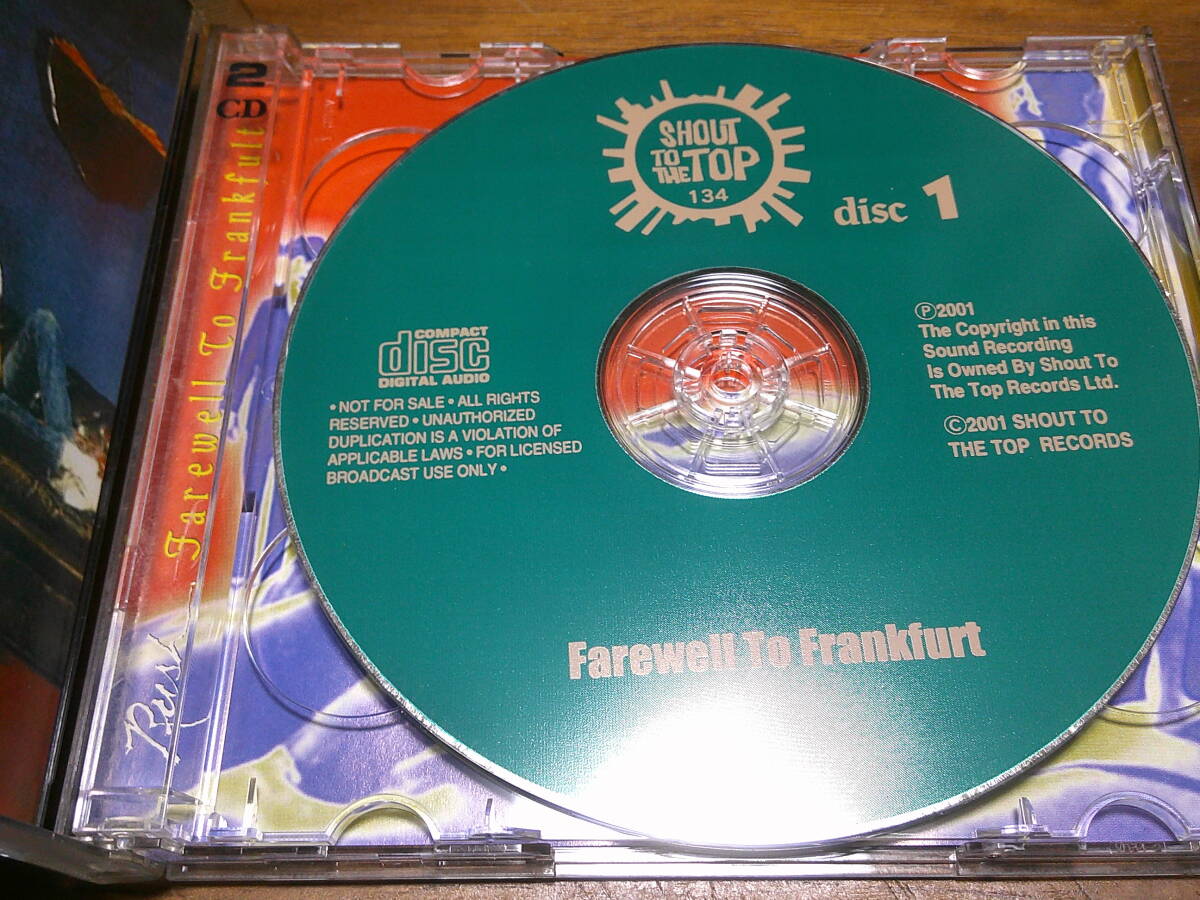 2
CD
Farewell To Frankfult
Rush
SHOUT
TO
THE TOP
134
disc 1
COMPACT
disc
DIGITAL AUDIO
• NOT FOR SALE • ALL RIGHTS
RESERVED • UNAUTHORIZED
DUPLICATION IS A VIOLATION OF
APPLICABLE LAWS • FOR LICENSED
BROADCAST USE ONLY •
Ⓟ2001
The Copyright in this
Sound Recording
Is Owned By Shout To
The Top Records Ltd.
©2001 SHOUT TO
THE TOP RECORDS
Farewell To Frankfurt